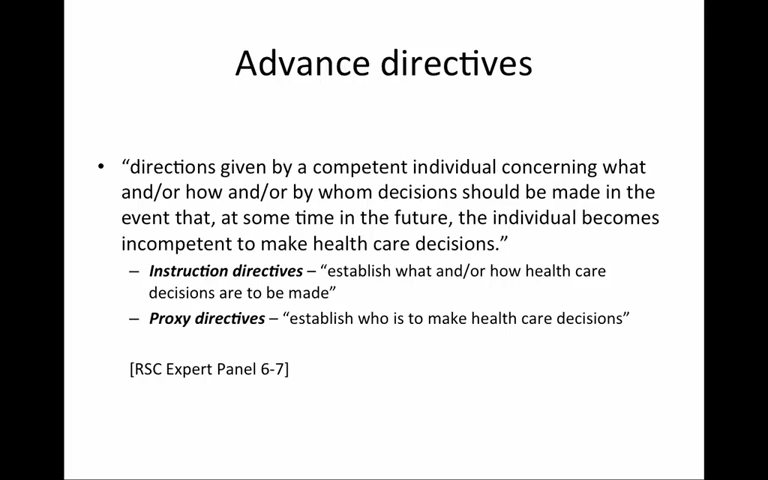 Advance directives
• “directions given by a competent individual concerning what
and/or how and/or by whom decisions should be made in the
event that, at some time in the future, the individual becomes
incompetent to make health care decisions.”
– Instruction directives – “establish what and/or how health care
decisions are to be made”
– Proxy directives – “establish who is to make health care decisions”
[RSC Expert Panel 6-7]